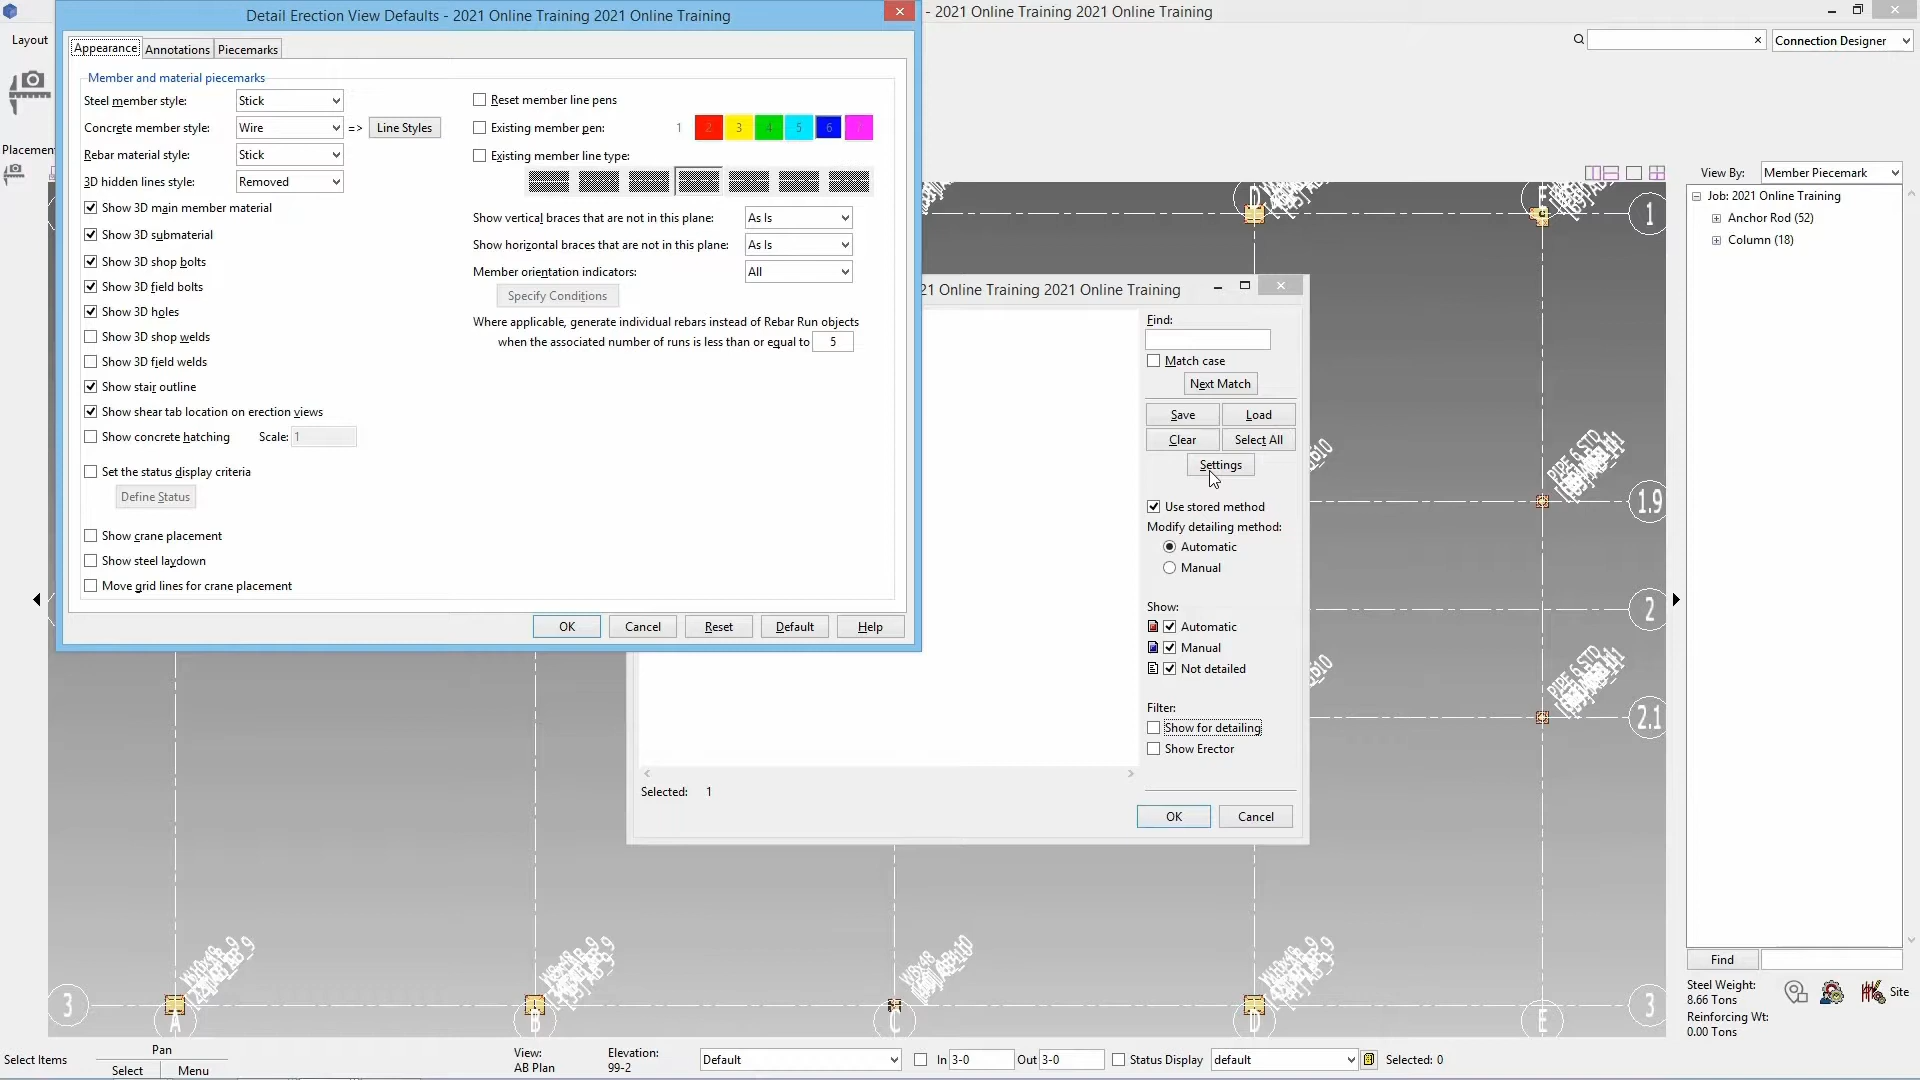 Detail Erection View Defaults - 2021 Online Training 2021 Online Training
- 2021 Online Training 2021 Online Training
Layout
Connection Designer
Appearance
Annotations
Piecemarks
Member and material piecemarks
Steel member style: Stick
Concrete member style: Wire => Line Styles
Rebar material style: Stick
3D hidden lines style: Removed
Show 3D main member material
Show 3D submaterial
Show 3D shop bolts
Show 3D field bolts
Show 3D holes
Show 3D shop welds
Show 3D field welds
Show stair outline
Show shear tab location on erection views
Show concrete hatching Scale: 1
Set the status display criteria
Define Status
Show crane placement
Show steel laydown
Move grid lines for crane placement
Reset member line pens
Existing member pen: 1 2 3 4 5 6
Existing member line type:
Show vertical braces that are not in this plane: As Is
Show horizontal braces that are not in this plane: As Is
Member orientation indicators: All
Specify Conditions
Where applicable, generate individual rebars instead of Rebar Run objects
when the associated number of runs is less than or equal to 5
OK Cancel Reset Default Help
21 Online Training 2021 Online Training
Find:
Match case
Next Match
Save Load
Clear Select All
Settings
Use stored method
Modify detailing method:
Automatic
Manual
Show:
Automatic
Manual
Not detailed
Filter:
Show for detailing
Show Erector
Selected: 1
OK Cancel
Placemen
View By: Member Piecemark
Job: 2021 Online Training
Anchor Rod (52)
Column (18)
Find
Steel Weight:
8.66 Tons
Reinforcing Wt:
0.00 Tons
Site
D
1
PIPE 6 STD
1.9
2
PIPE 6 STD
2.1
W10x48
W8x48
W8x48
W10x48
3
A
B
C
D
E
3
Select Items
Pan
Select Menu
View:
AB Plan
Elevation:
99-2
Default
In 3-0 Out 3-0
Status Display default
Selected: 0